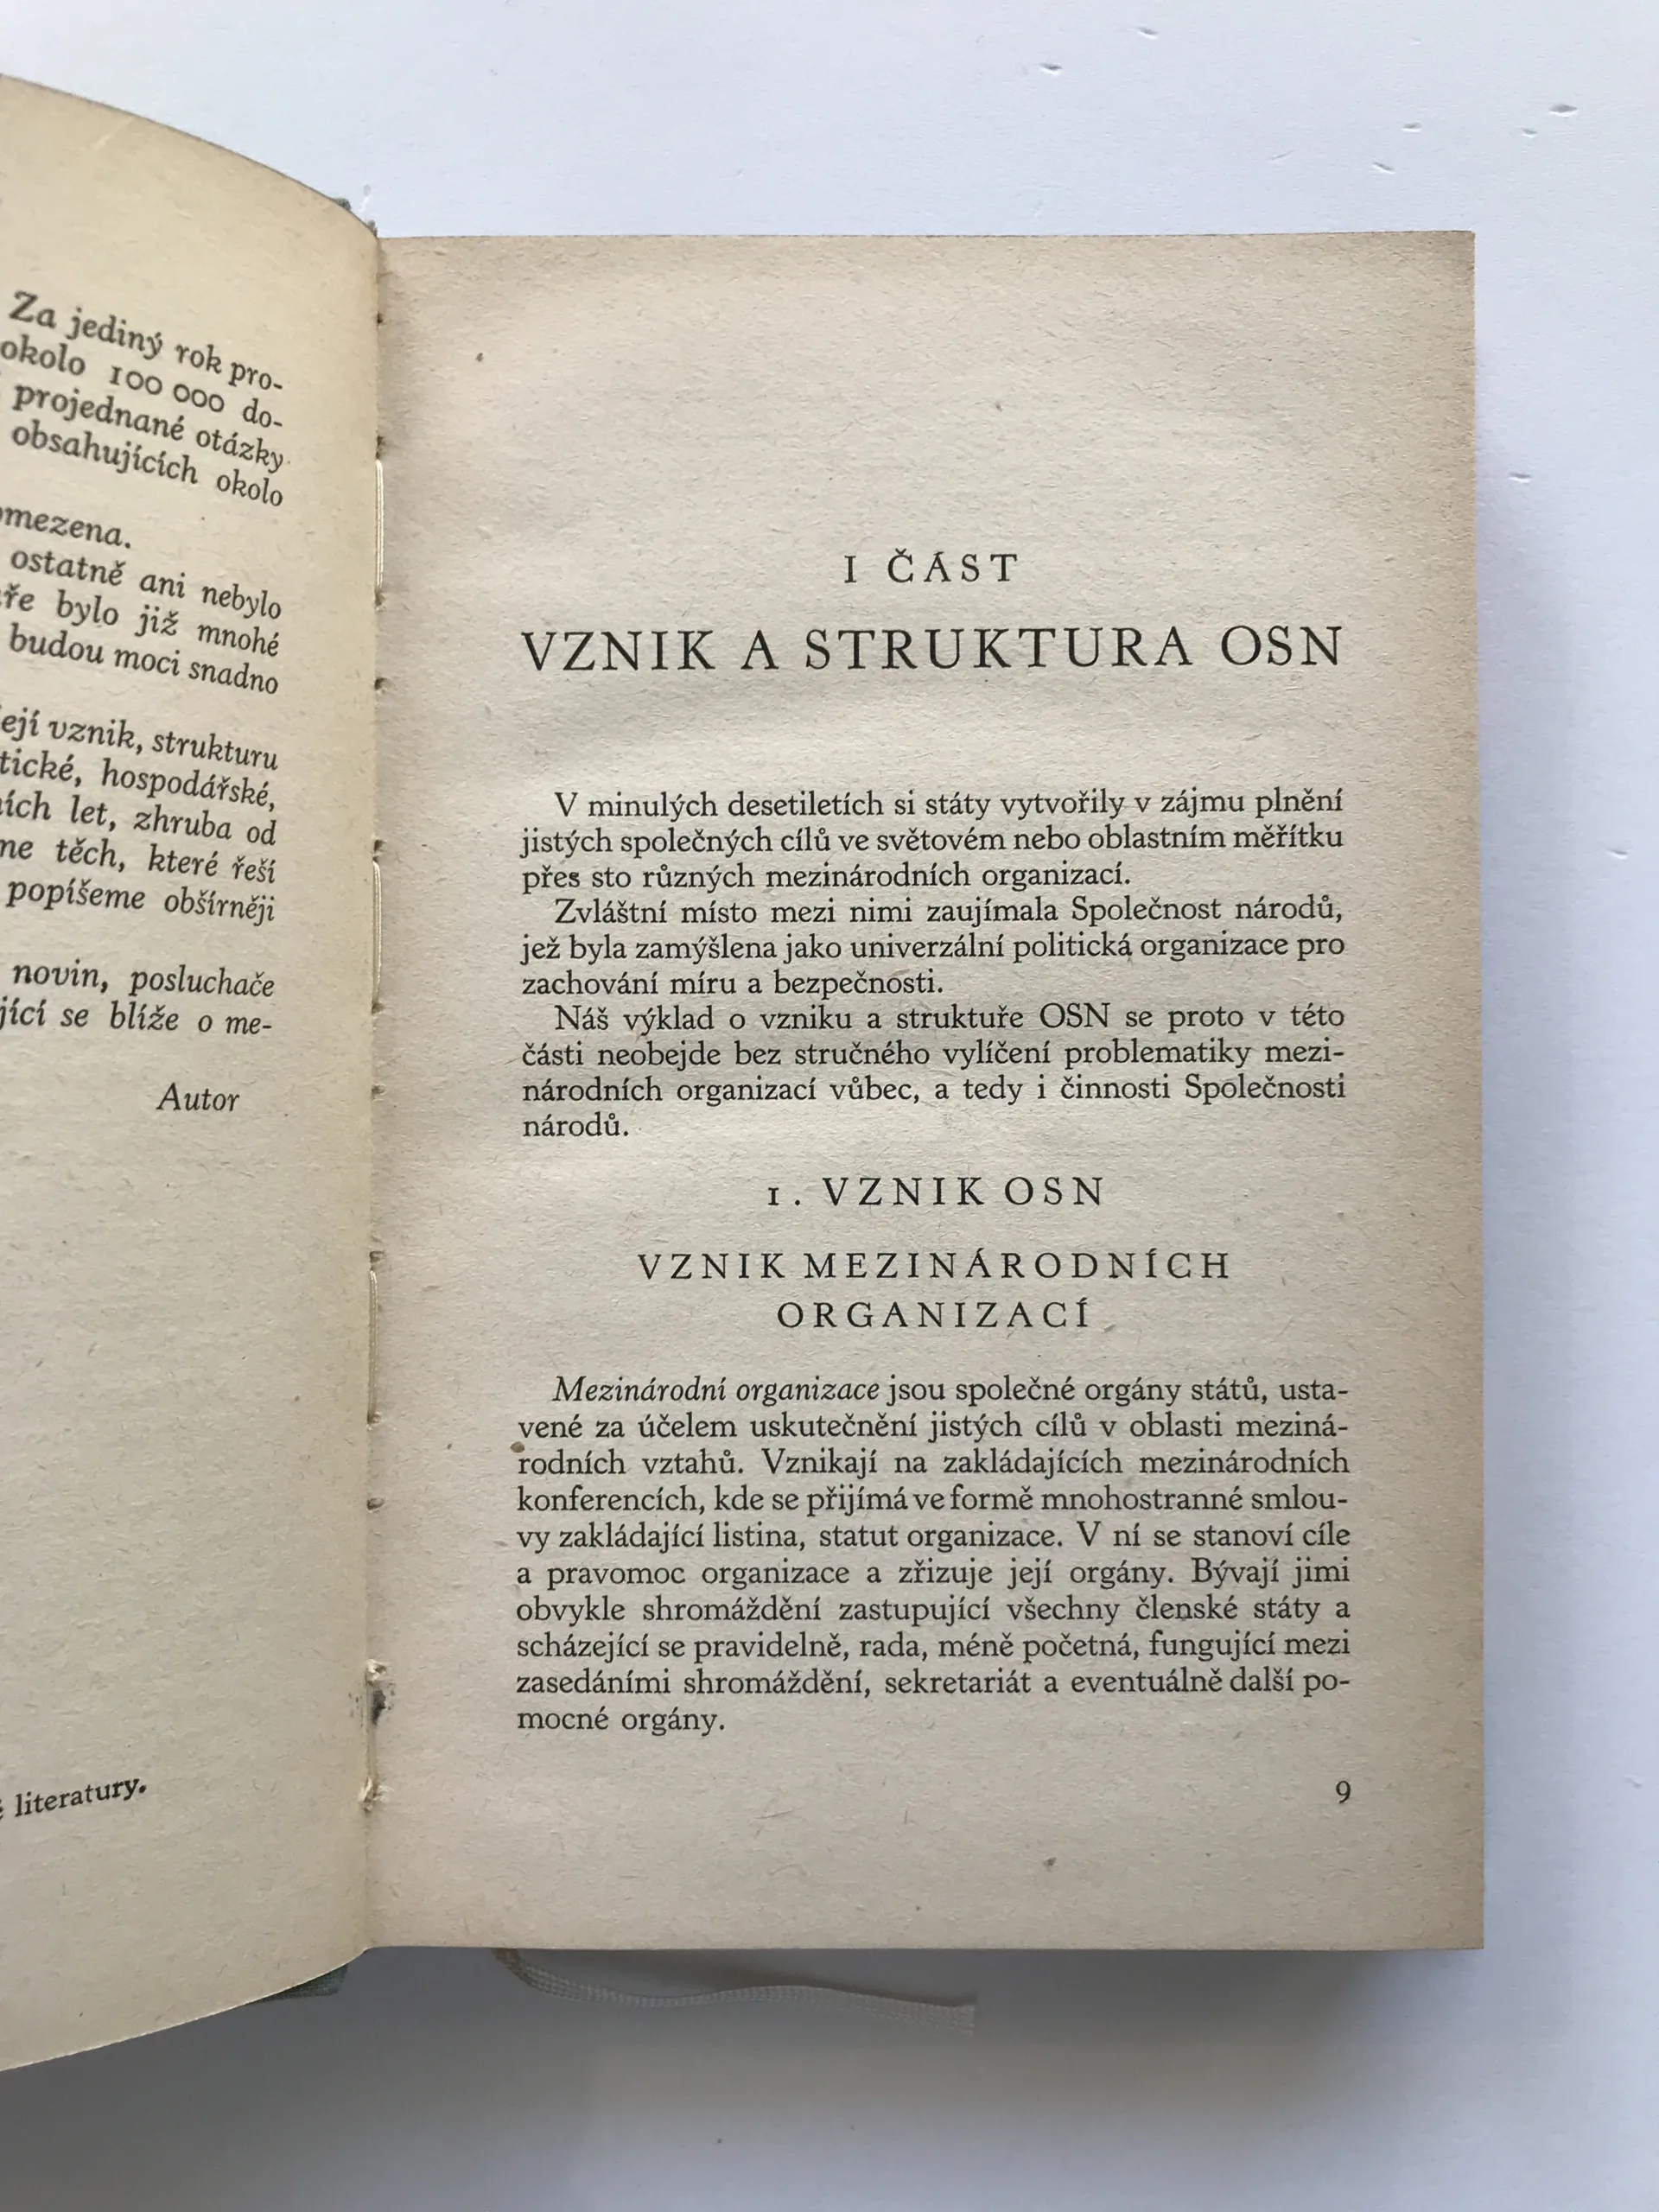 Za jediný rok pro-
okolo 100 000 do-
projednané otázky
obsahujících okolo
ostatně ani nebylo
bylo již mnohé
budou moci snadno
vznik, strukturu
hospodářské,
let, zhruba od
těch, které řeší
popíšeme obšírněji
novin, posluchače
se blíže o me-
Autor
literatury.
I ČÁST
VZNIK A STRUKTURA OSN
V minulých desetiletích si státy vytvořily v zájmu plnění
jistých společných cílů ve světovém nebo oblastním měřítku
přes sto různých mezinárodních organizací.
Zvláštní místo mezi nimi zaujímala Společnost národů,
jež byla zamýšlena jako univerzální politická organizace pro
zachování míru a bezpečnosti.
Náš výklad o vzniku a struktuře OSN se proto v této
části neobejde bez stručného vylíčení problematiky mezi-
národních organizací vůbec, a tedy i činnosti Společnosti
národů.
1. VZNIK OSN
VZNIK MEZINÁRODNÍCH
ORGANIZACÍ
Mezinárodní organizace jsou společné orgány států, usta-
vené za účelem uskutečnění jistých cílů v oblasti meziná-
rodních vztahů. Vznikají na zakládajících mezinárodních
konferencích, kde se přijímá ve formě mnohostranné smlou-
vy zakládající listina, statut organizace. V ní se stanoví cíle
a pravomoc organizace a zřizuje její orgány. Bývají jimi
obvykle shromáždění zastupující všechny členské státy a
scházející se pravidelně, rada, méně početná, fungující mezi
zasedáními shromáždění, sekretariát a eventuálně další po-
mocné orgány.
9